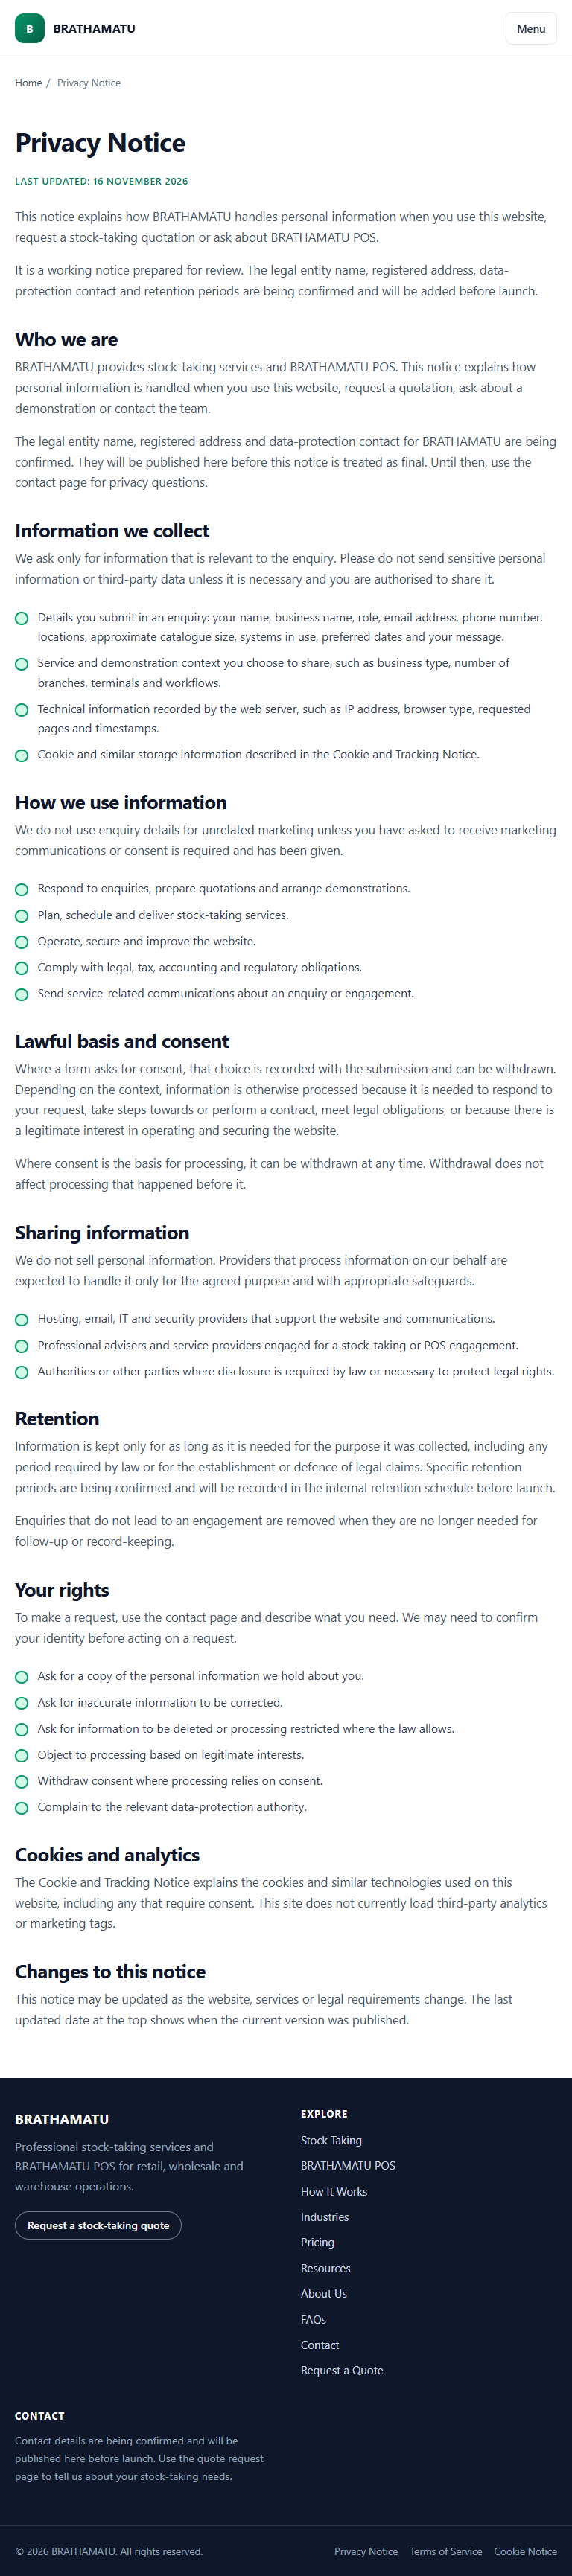 B BRATHAMATU Menu
Home / Privacy Notice
Privacy Notice
LAST UPDATED: 16 NOVEMBER 2026
This notice explains how BRATHAMATU handles personal information when you use this website,
request a stock-taking quotation or ask about BRATHAMATU POS.
It is a working notice prepared for review. The legal entity name, registered address, data-
protection contact and retention periods are being confirmed and will be added before launch.
Who we are
BRATHAMATU provides stock-taking services and BRATHAMATU POS. This notice explains how
personal information is handled when you use this website, request a quotation, ask about a
demonstration or contact the team.
The legal entity name, registered address and data-protection contact for BRATHAMATU are being
confirmed. They will be published here before this notice is treated as final. Until then, use the
contact page for privacy questions.
Information we collect
We ask only for information that is relevant to the enquiry. Please do not send sensitive personal
information or third-party data unless it is necessary and you are authorised to share it.
Details you submit in an enquiry: your name, business name, role, email address, phone number,
locations, approximate catalogue size, systems in use, preferred dates and your message.
Service and demonstration context you choose to share, such as business type, number of
branches, terminals and workflows.
Technical information recorded by the web server, such as IP address, browser type, requested
pages and timestamps.
Cookie and similar storage information described in the Cookie and Tracking Notice.
How we use information
We do not use enquiry details for unrelated marketing unless you have asked to receive marketing
communications or consent is required and has been given.
Respond to enquiries, prepare quotations and arrange demonstrations.
Plan, schedule and deliver stock-taking services.
Operate, secure and improve the website.
Comply with legal, tax, accounting and regulatory obligations.
Send service-related communications about an enquiry or engagement.
Lawful basis and consent
Where a form asks for consent, that choice is recorded with the submission and can be withdrawn.
Depending on the context, information is otherwise processed because it is needed to respond to
your request, take steps towards or perform a contract, meet legal obligations, or because there is
a legitimate interest in operating and securing the website.
Where consent is the basis for processing, it can be withdrawn at any time. Withdrawal does not
affect processing that happened before it.
Sharing information
We do not sell personal information. Providers that process information on our behalf are
expected to handle it only for the agreed purpose and with appropriate safeguards.
Hosting, email, IT and security providers that support the website and communications.
Professional advisers and service providers engaged for a stock-taking or POS engagement.
Authorities or other parties where disclosure is required by law or necessary to protect legal rights.
Retention
Information is kept only for as long as it is needed for the purpose it was collected, including any
period required by law or for the establishment or defence of legal claims. Specific retention
periods are being confirmed and will be recorded in the internal retention schedule before launch.
Enquiries that do not lead to an engagement are removed when they are no longer needed for
follow-up or record-keeping.
Your rights
To make a request, use the contact page and describe what you need. We may need to confirm
your identity before acting on a request.
Ask for a copy of the personal information we hold about you.
Ask for inaccurate information to be corrected.
Ask for information to be deleted or processing restricted where the law allows.
Object to processing based on legitimate interests.
Withdraw consent where processing relies on consent.
Complain to the relevant data-protection authority.
Cookies and analytics
The Cookie and Tracking Notice explains the cookies and similar technologies used on this
website, including any that require consent. This site does not currently load third-party analytics
or marketing tags.
Changes to this notice
This notice may be updated as the website, services or legal requirements change. The last
updated date at the top shows when the current version was published.
BRATHAMATU
Professional stock-taking services and
BRATHAMATU POS for retail, wholesale and
warehouse operations.
Request a stock-taking quote
EXPLORE
Stock Taking
BRATHAMATU POS
How It Works
Industries
Pricing
Resources
About Us
FAQs
Contact
Request a Quote
CONTACT
Contact details are being confirmed and will be
published here before launch. Use the quote request
page to tell us about your stock-taking needs.
© 2026 BRATHAMATU. All rights reserved. Privacy Notice Terms of Service Cookie Notice